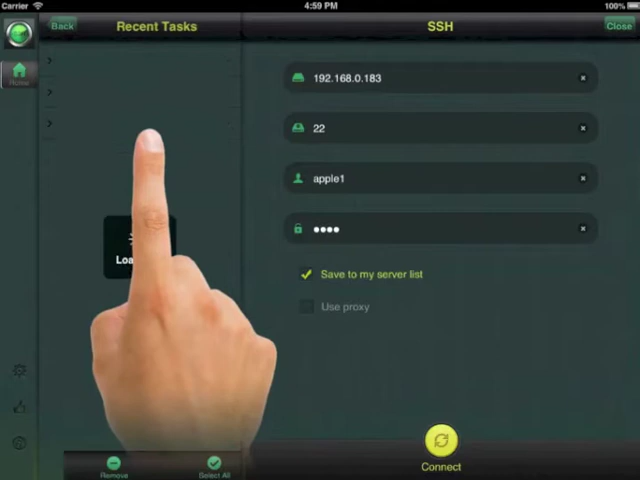 Carrier 4:59 PM 100%
Back Recent Tasks SSH Close
Home
192.168.0.183
22
apple1
Save to my server list
Use proxy
Connect
Remove Select All